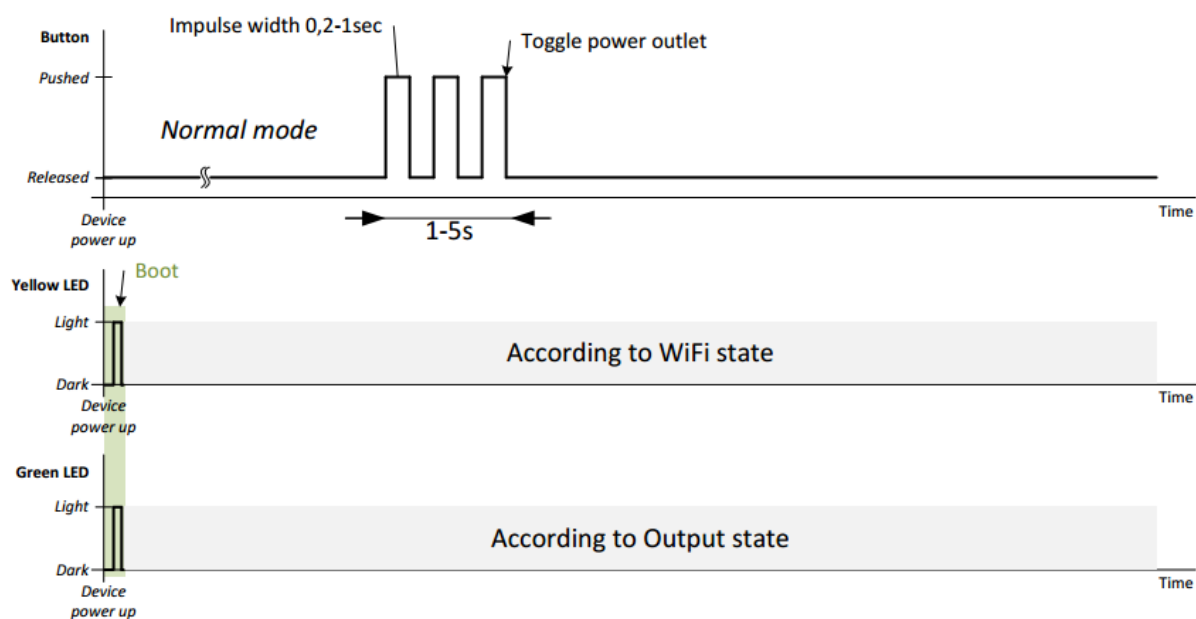 Impulse width 0,2-1sec
Button
Toggle power outlet
Pushed
Normal mode
Released
Time
Device
power up
1-5s
Boot
Yellow LED
Light
According to WiFi state
Dark
Time
Device
power up
Green LED
Light
According to Output state
Dark
Time
Device
power up